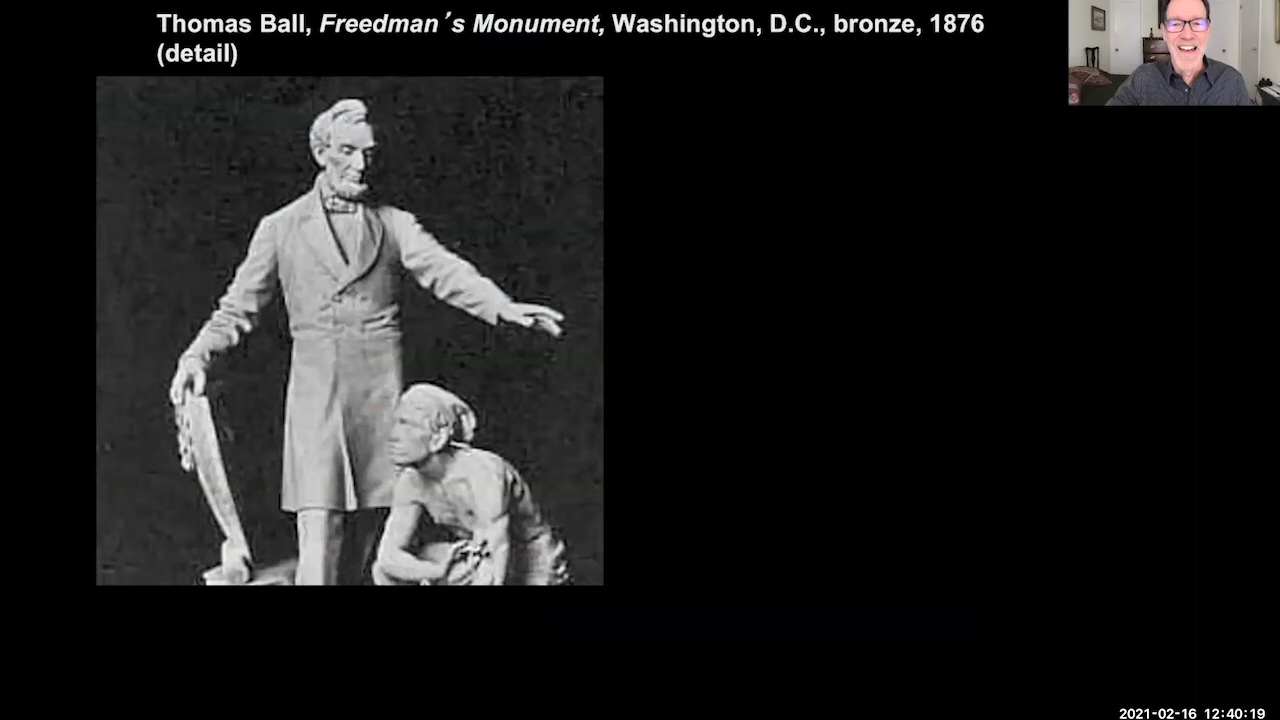 Thomas Ball, Freedman´s Monument, Washington, D.C., bronze, 1876
(detail)
2021-02-16 12:40:19